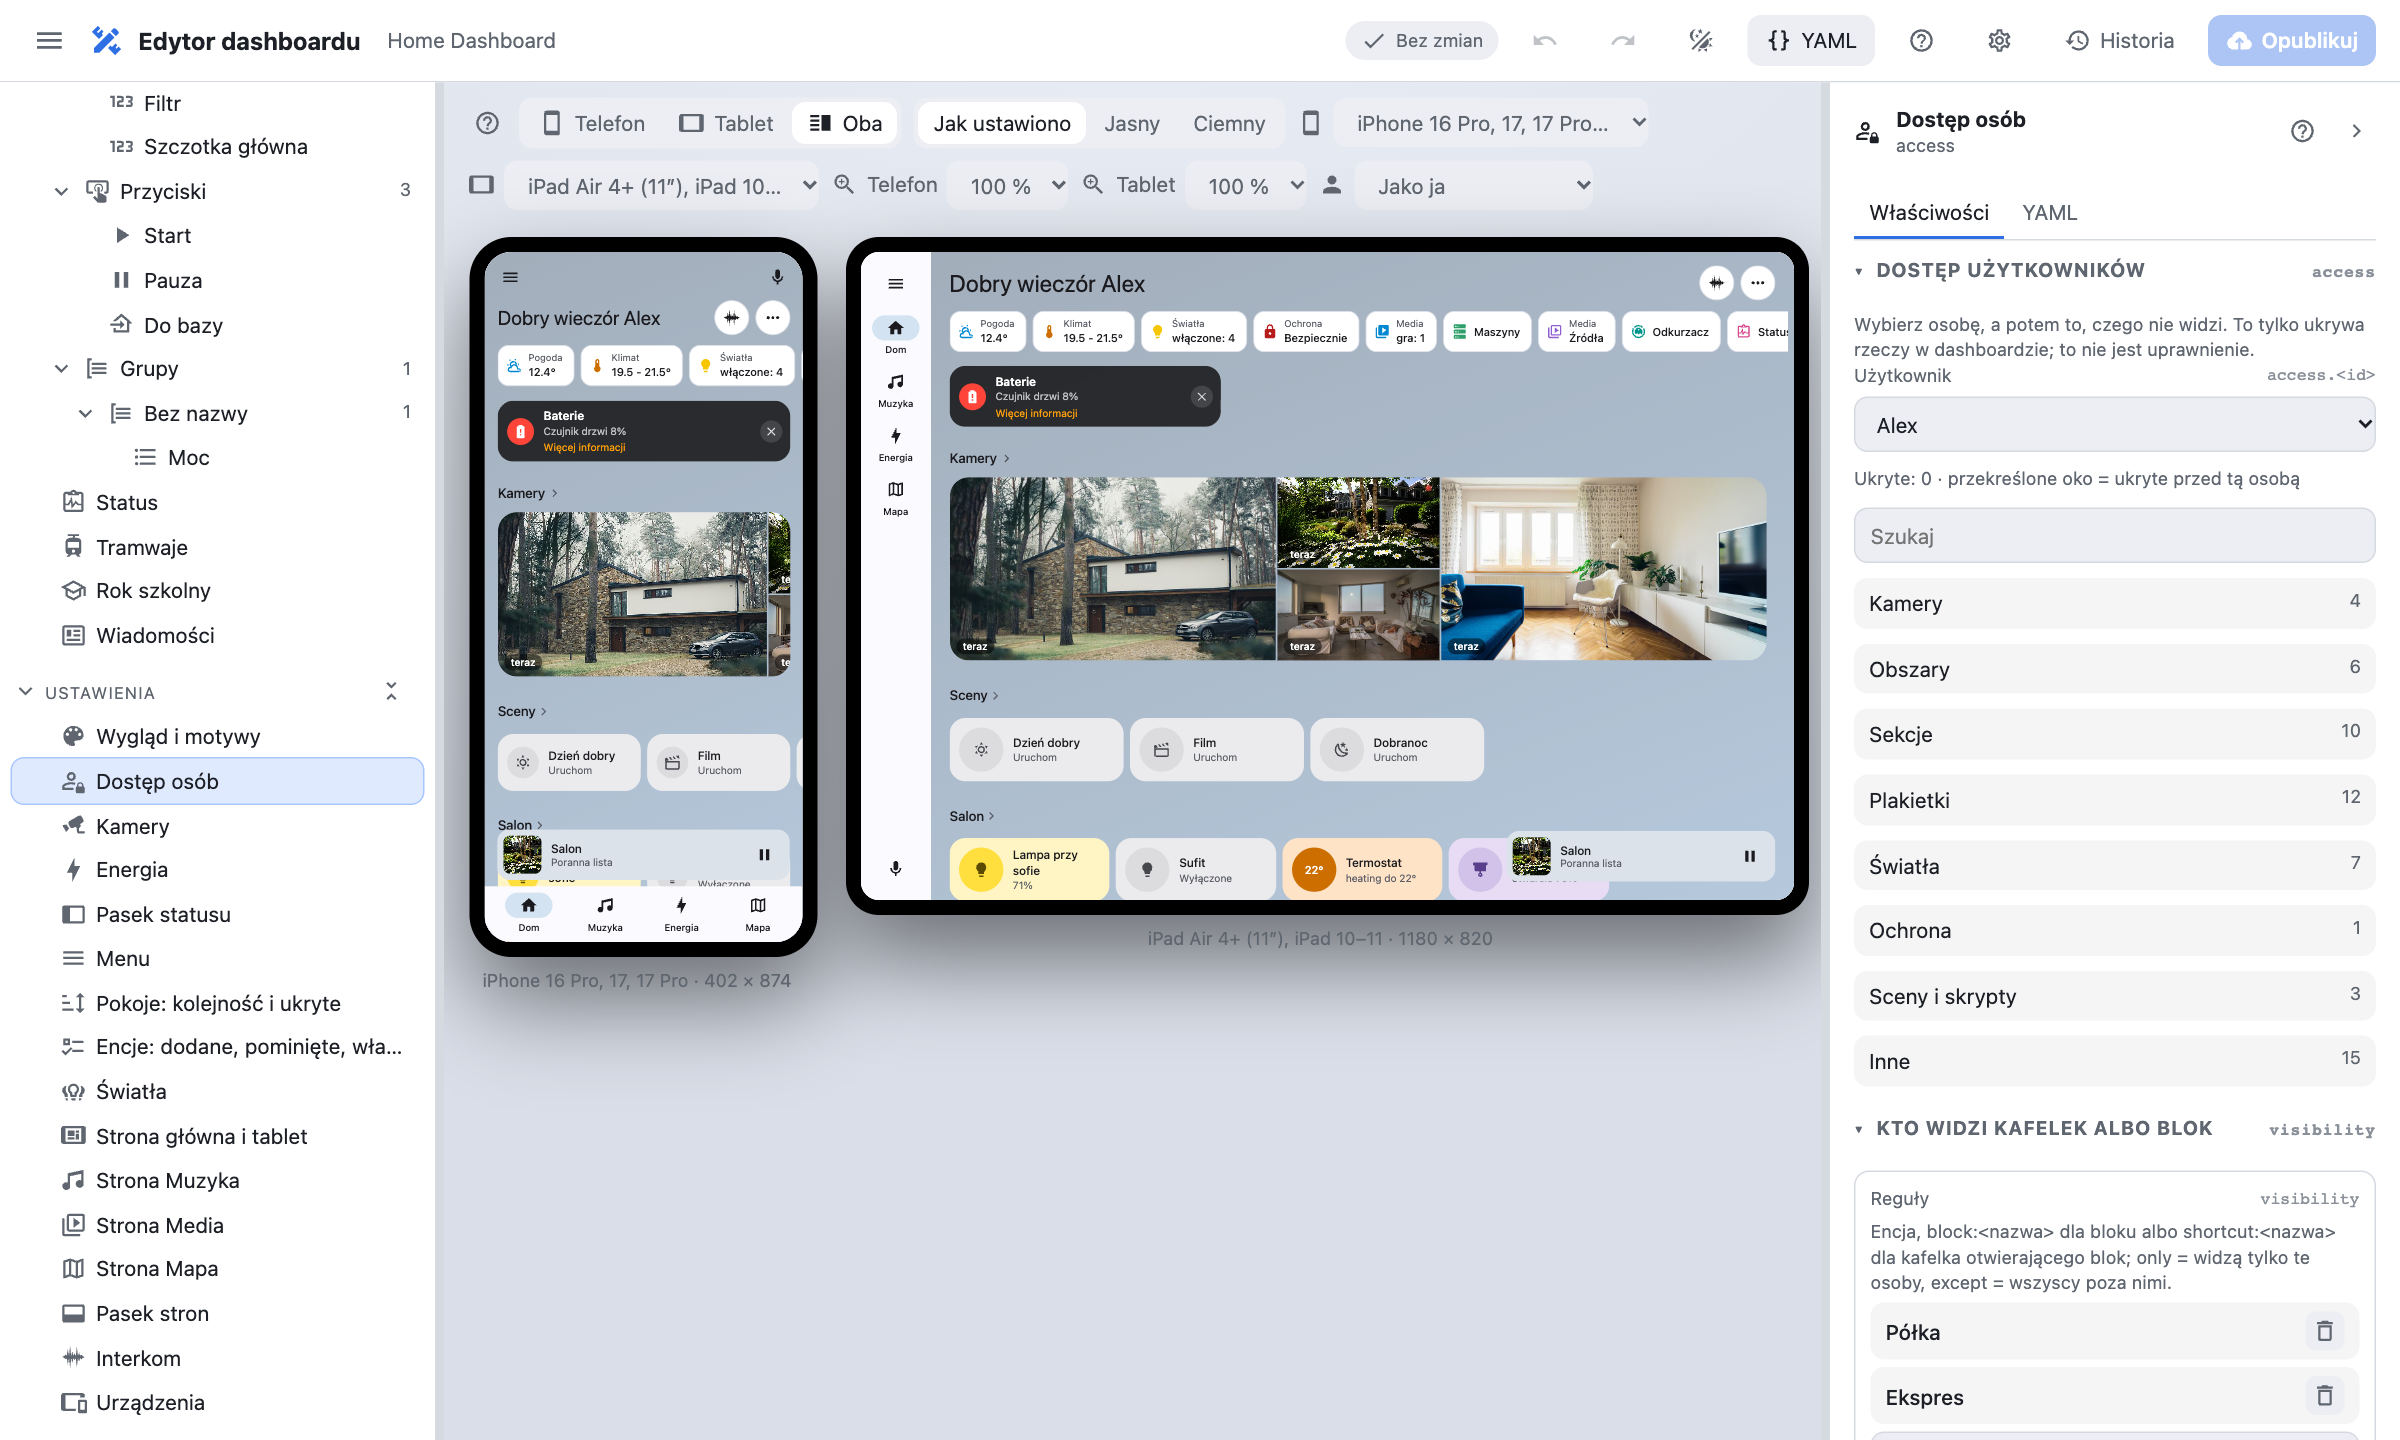 Edytor dashboardu
Home Dashboard
Bez zmian
YAML
Historia
Opublikuj
Filtr
Szczotka główna
Przyciski 3
Start
Pauza
Do bazy
Grupy 1
Bez nazwy 1
Moc
Status
Tramwaje
Rok szkolny
Wiadomości
USTAWIENIA
Wygląd i motywy
Dostęp osób
Kamery
Energia
Pasek statusu
Menu
Pokoje: kolejność i ukryte
Encje: dodane, pominięte, wła...
Światła
Strona główna i tablet
Strona Muzyka
Strona Media
Strona Mapa
Pasek stron
Interkom
Urządzenia
Telefon
Tablet
Oba
Jak ustawiono
Jasny
Ciemny
iPhone 16 Pro, 17, 17 Pro...
iPad Air 4+ (11″), iPad 10...
Telefon
100 %
Tablet
100 %
Jako ja
Dobry wieczór Alex
Pogoda
12.4°
Klimat
19.5 - 21.5°
Światła
włączone: 4
Baterie
Czujnik drzwi 8%
Więcej informacji
Kamery
teraz
te
te
Sceny
Dzień dobry
Uruchom
Film
Uruchom
Salon
Salon
Poranna lista
sofie
Wyłączone
Dom
Muzyka
Energia
Mapa
iPhone 16 Pro, 17, 17 Pro · 402 × 874
Dom
Muzyka
Energia
Mapa
Dobry wieczór Alex
Pogoda
12.4°
Klimat
19.5 - 21.5°
Światła
włączone: 4
Ochrona
Bezpiecznie
Media
gra: 1
Maszyny
Media
Źródła
Odkurzacz
Status
Baterie
Czujnik drzwi 8%
Więcej informacji
Kamery
teraz
teraz
teraz
teraz
Sceny
Dzień dobry
Uruchom
Film
Uruchom
Dobranoc
Uruchom
Salon
Lampa przy
sofie
71%
Sufit
Wyłączone
22°
Termostat
heating do 22°
Salon
Poranna lista
iPad Air 4+ (11″), iPad 10–11 · 1180 × 820
Dostęp osób
access
Właściwości
YAML
DOSTĘP UŻYTKOWNIKÓW access
Wybierz osobę, a potem to, czego nie widzi. To tylko ukrywa
rzeczy w dashboardzie; to nie jest uprawnienie.
Użytkownik access.<id>
Alex
Ukryte: 0 · przekreślone oko = ukryte przed tą osobą
Szukaj
Kamery 4
Obszary 6
Sekcje 10
Plakietki 12
Światła 7
Ochrona 1
Sceny i skrypty 3
Inne 15
KTO WIDZI KAFELEK ALBO BLOK visibility
Reguły visibility
Encja, block:<nazwa> dla bloku albo shortcut:<nazwa>
dla kafelka otwierającego blok; only = widzą tylko te
osoby, except = wszyscy poza nimi.
Półka
Ekspres